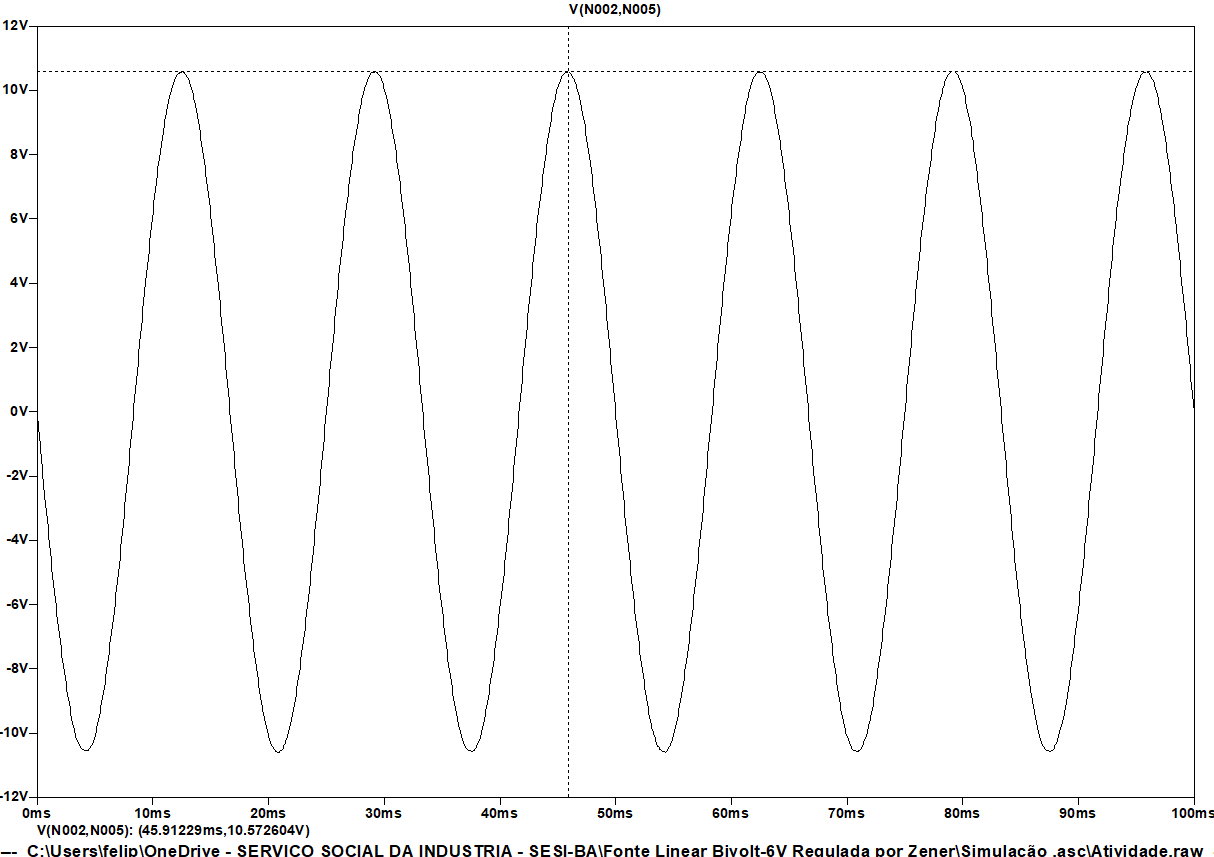 V(N002,N005)
12V
10V
8V
6V
4V
2V
0V
-2V
-4V
-6V
-8V
-10V
-12V
0ms 10ms 20ms 30ms 40ms 50ms 60ms 70ms 80ms 90ms 100ms
V(N002,N005): (45.91229ms,10.572604V)
--- C:\Users\felip\OneDrive - SERVICO SOCIAL DA INDUSTRIA - SESI-BA\Fonte Linear Bivolt-6V Regulada por Zener\Simulação .asc\Atividade.raw